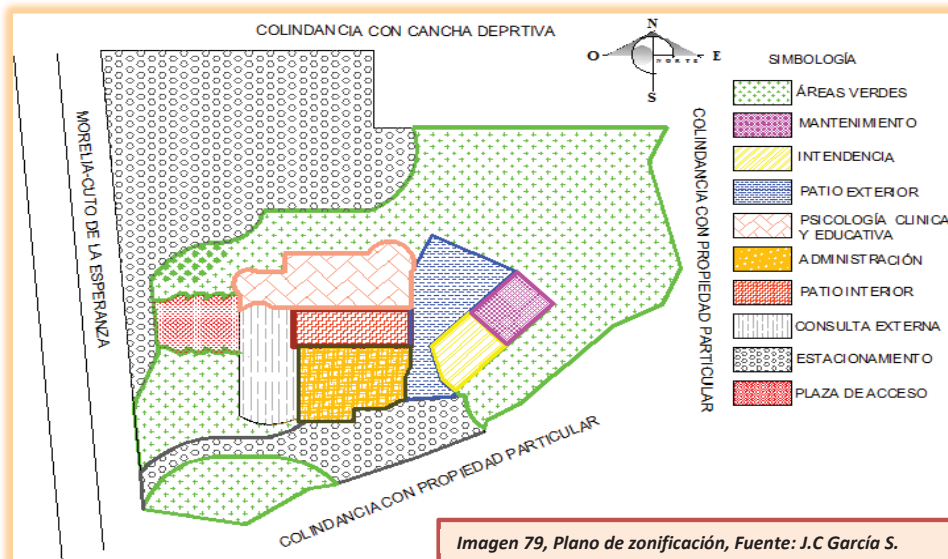 COLINDANCIA CON CANCHA DEPRTIVA
N
O
E
NORTE
S
SIMBOLOGÍA
ÁREAS VERDES
MANTENIMIENTO
INTENDENCIA
PATIO EXTERIOR
PSICOLOGÍA CLINICA
Y EDUCATIVA
ADMINISTRACIÓN
PATIO INTERIOR
CONSULTA EXTERNA
ESTACIONAMIENTO
PLAZA DE ACCESO
MORELIA-CUTO DE LA ESPERANZA
COLINDANCIA CON PROPIEDAD PARTICULAR
COLINDANCIA CON PROPIEDAD PARTICULAR
Imagen 79, Plano de zonificación, Fuente: J.C García S.